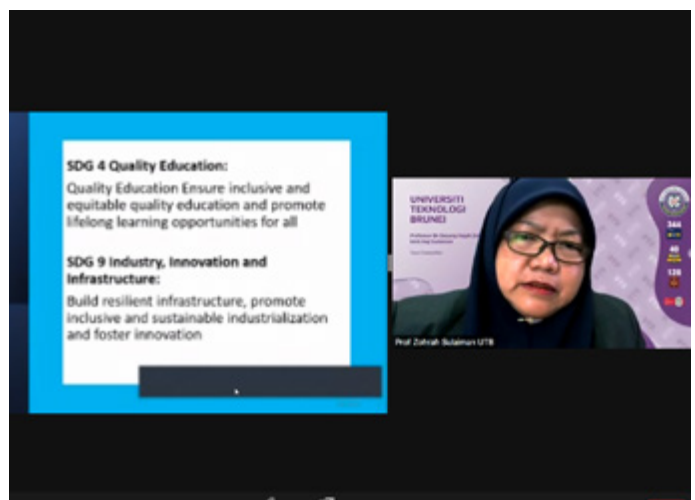 SDG 4 Quality Education:
Quality Education Ensure inclusive and
equitable quality education and promote
lifelong learning opportunities for all
SDG 9 Industry, Innovation and
Infrastructure:
Build resilient infrastructure, promote
inclusive and sustainable industrialization
and foster innovation
UNIVERSITI
TEKNOLOGI
BRUNEI
Prof Zohrah Sulaiman UTB